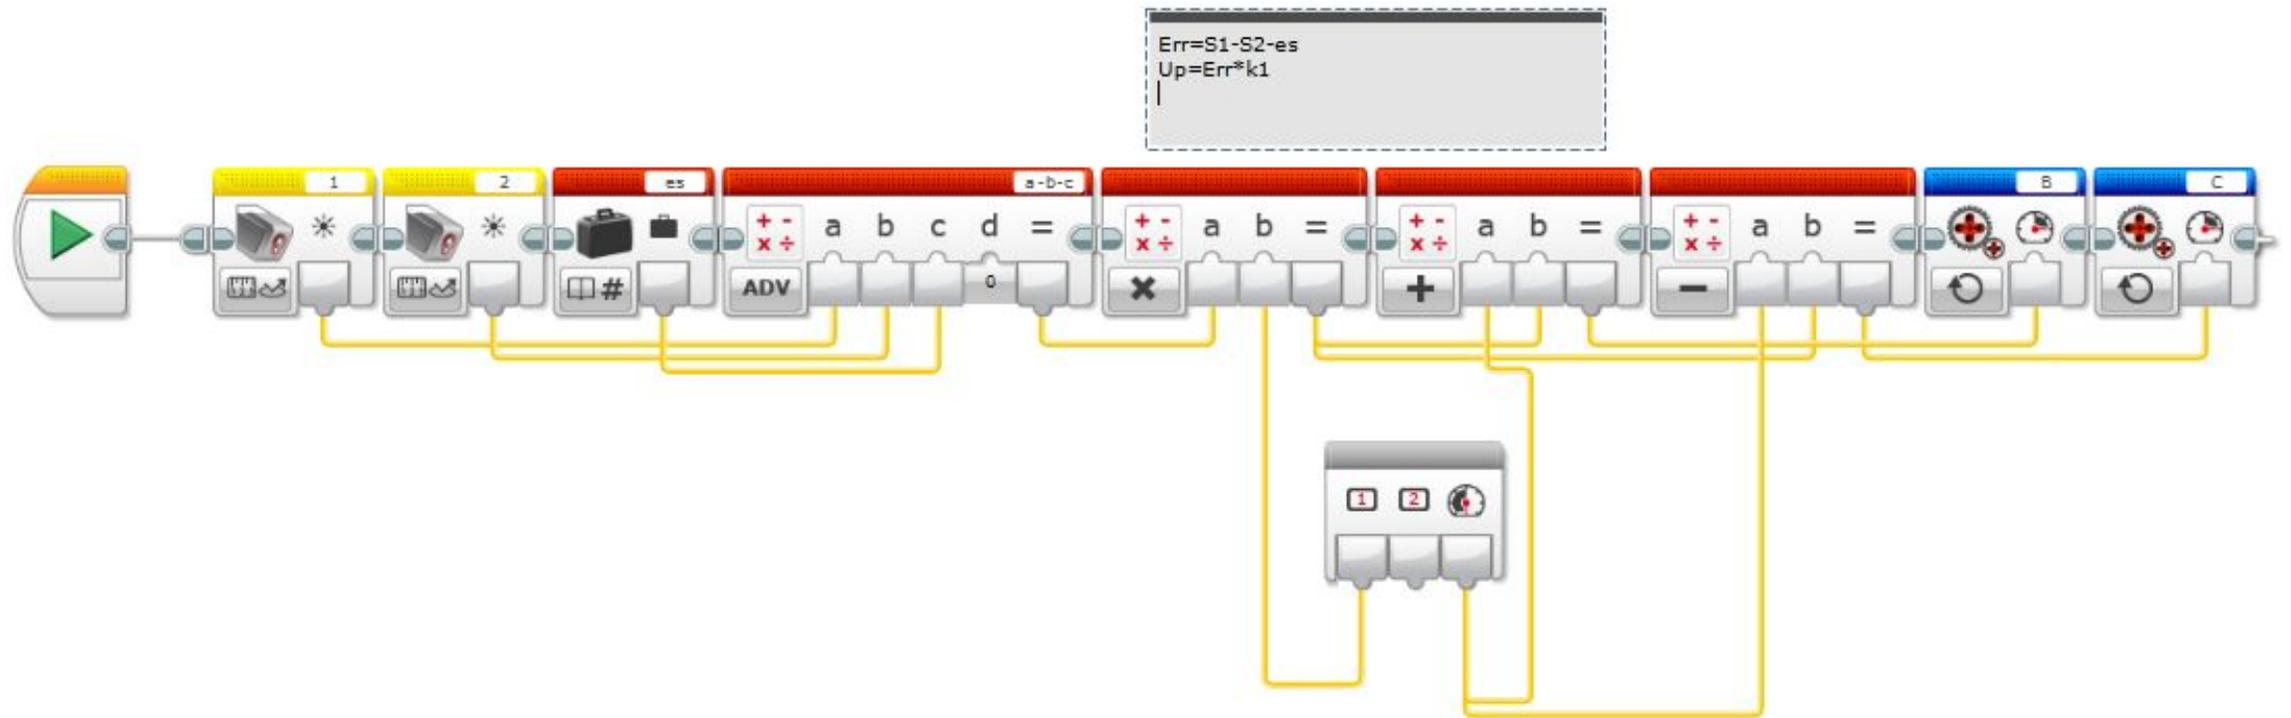 Err=S1-S2-es
Up=Err*k1
1
2
es
a-b-c
B
C
+ - x ÷ a b c d =
+ - x ÷ a b =
+ - x ÷ a b =
+ - x ÷ a b =
#
ADV
0
×
+
−
1 2